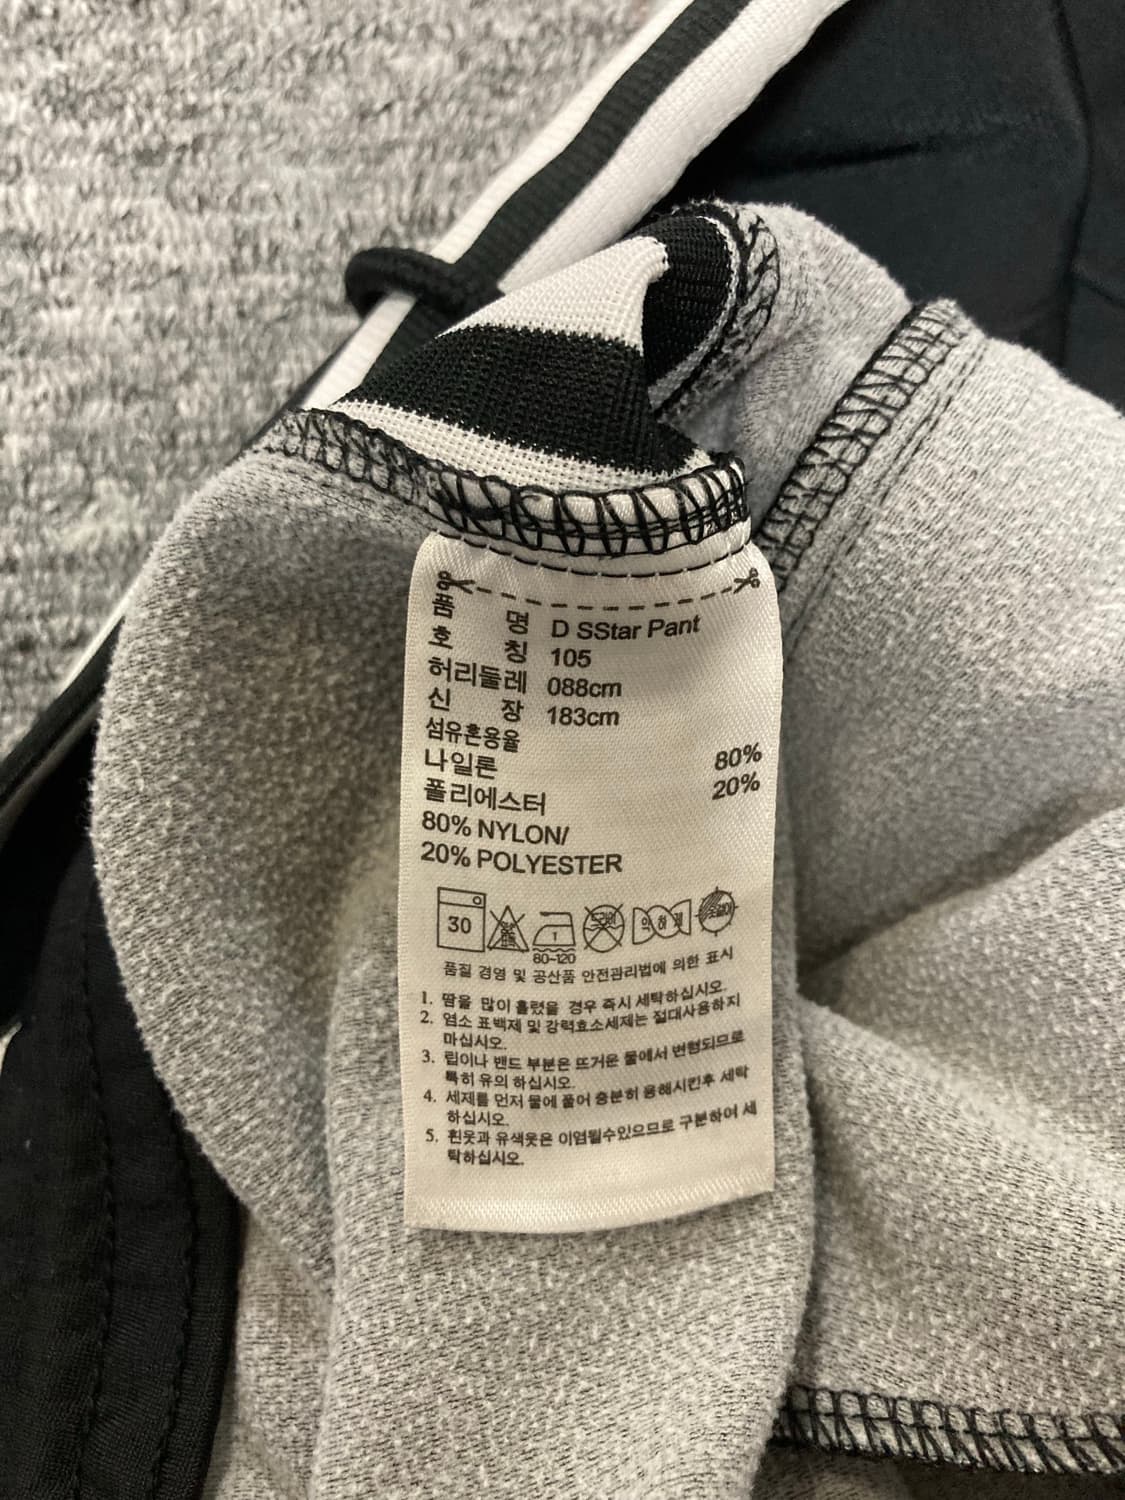 품 명 D SStar Pant
호 칭 105
허리둘레 088cm
신 장 183cm
섬유혼용율
나일론 80%
폴리에스터 20%
80% NYLON/
20% POLYESTER
30
1
약 하 게
80~120
품질 경영 및 공산품 안전관리법에 의한 표시
1. 땀을 많이 흘렸을 경우 즉시 세탁하십시오.
2. 염소 표백제 및 강력효소세제는 절대사용하지
마십시오.
3. 립이나 밴드 부분은 뜨거운 물에서 변형되므로
특히 유의 하십시오.
4. 세제를 먼저 물에 풀어 충분히 용해시킨후 세탁
하십시오.
5. 흰옷과 유색옷은 이염될수있으므로 구분하여 세
탁하십시오.